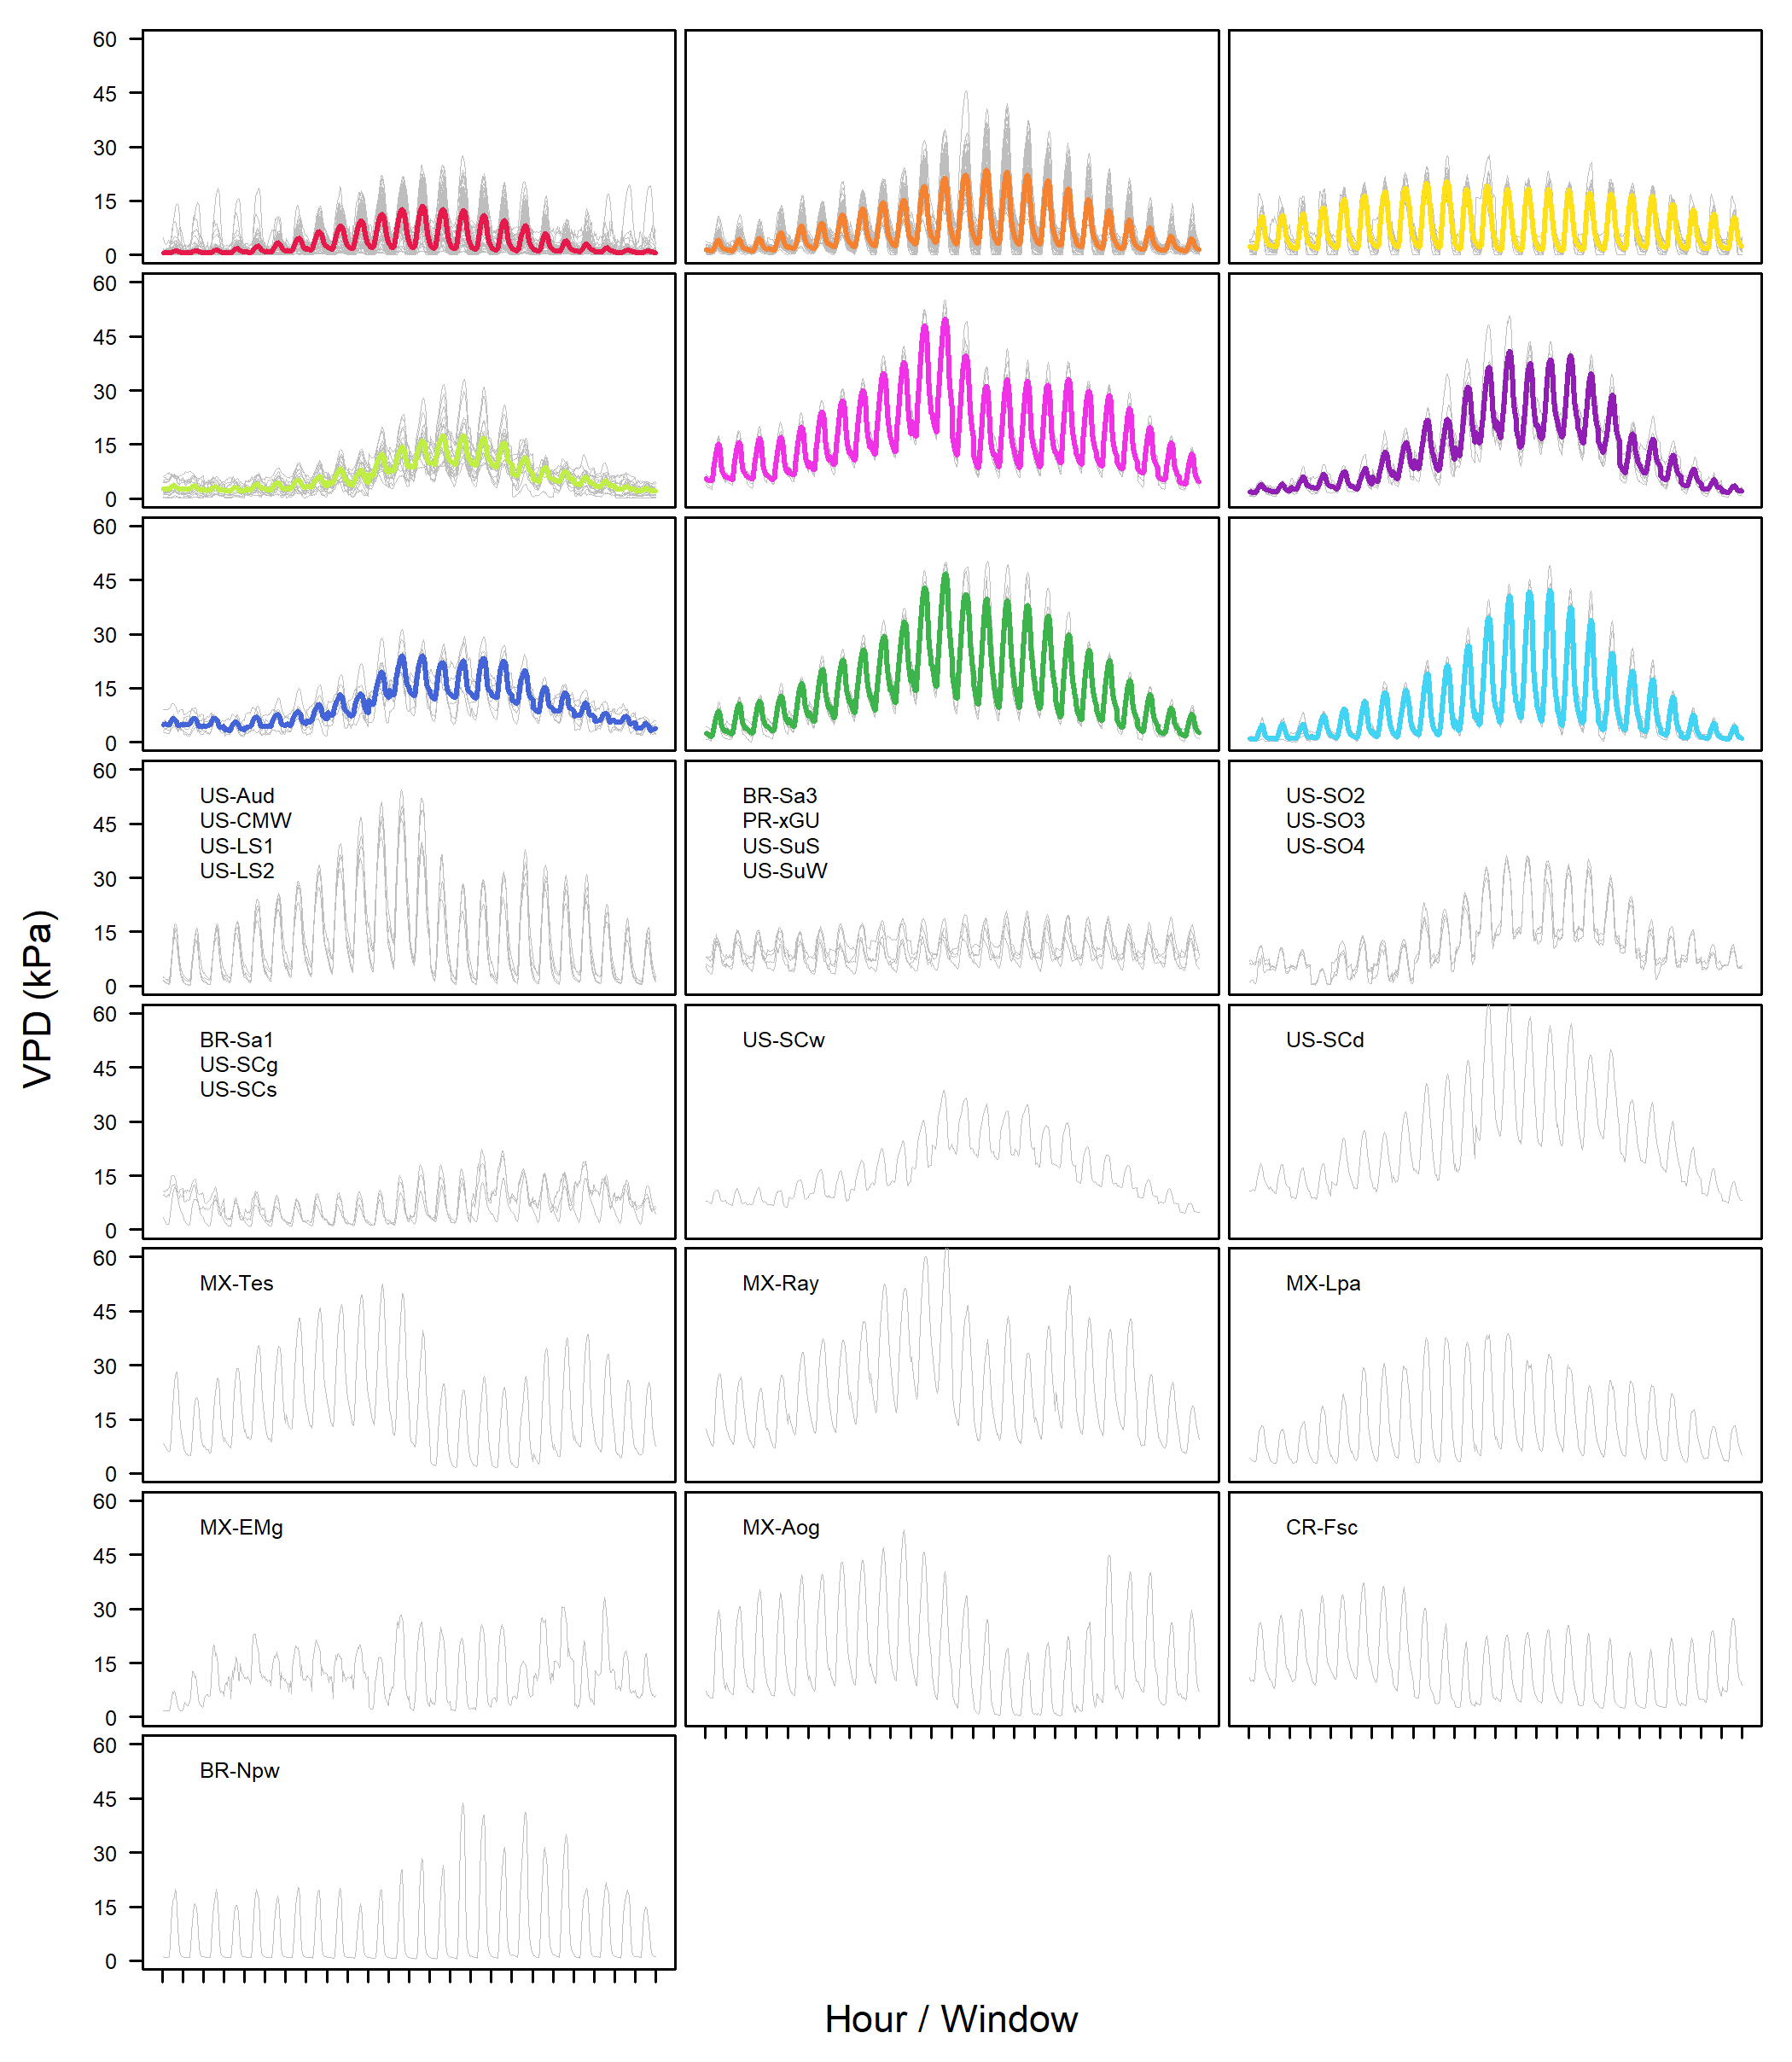 60
45
30
15
0
60
45
30
15
0
60
45
30
15
0
60
45
30
15
0
US-Aud
US-CMW
US-LS1
US-LS2
BR-Sa3
PR-xGU
US-SuS
US-SuW
US-SO2
US-SO3
US-SO4
60
45
30
15
0
BR-Sa1
US-SCg
US-SCs
US-SCw
US-SCd
60
45
30
15
0
MX-Tes
MX-Ray
MX-Lpa
60
45
30
15
0
MX-EMg
MX-Aog
CR-Fsc
60
45
30
15
0
BR-Npw
VPD (kPa)
Hour / Window